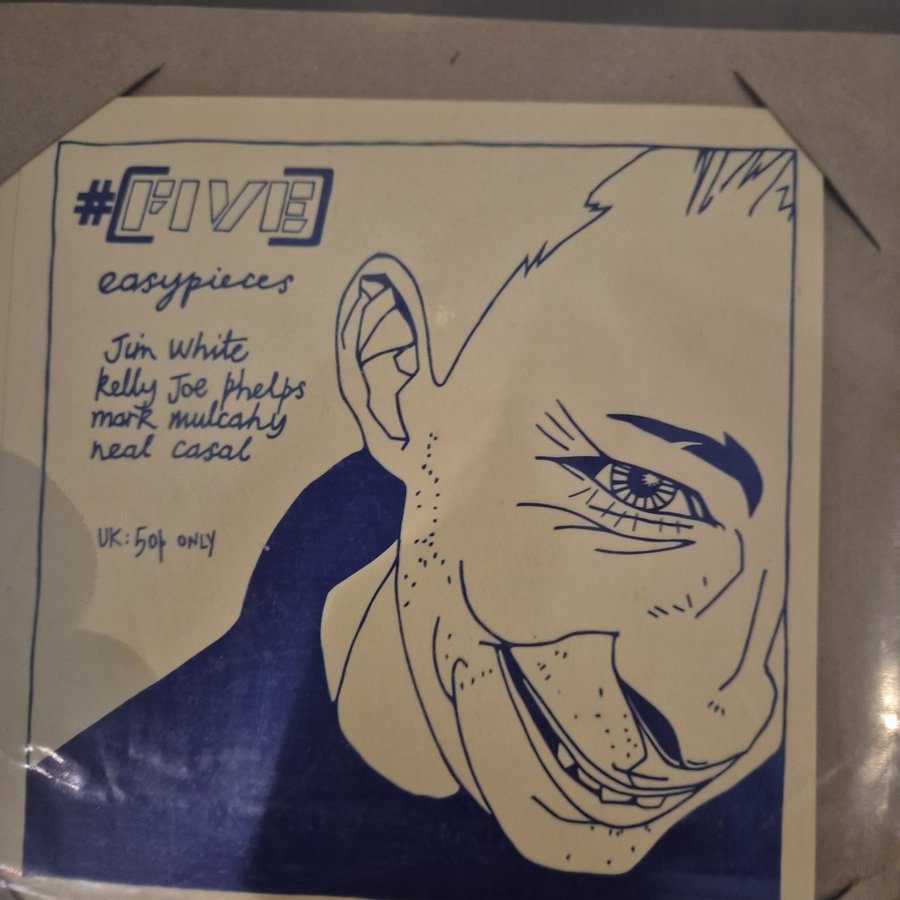 #[FIVE]
easypieces
Jim White
kelly Joe phelps
mark mulcahy
neal casal
UK: 50p ONLY